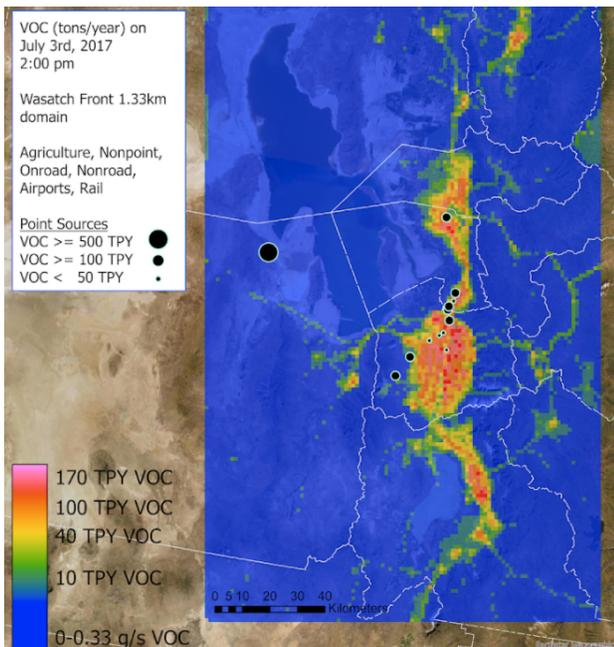 VOC (tons/year) on
July 3rd, 2017
2:00 pm
Wasatch Front 1.33km
domain
Agriculture, Nonpoint,
Onroad, Nonroad,
Airports, Rail
Point Sources
VOC >= 500 TPY
VOC >= 100 TPY
VOC < 50 TPY
170 TPY VOC
100 TPY VOC
40 TPY VOC
10 TPY VOC
0-0.33 g/s VOC
0 5 10 20 30 40
Kilometers
Earthstar Geographics